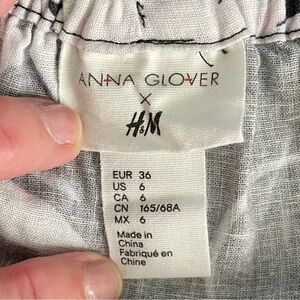 ANNA GLOVER
X
H&M
EUR 36
US 6
CA 6
CN 165/68A
MX 6
Made in
China
Fabriqué en
Chine